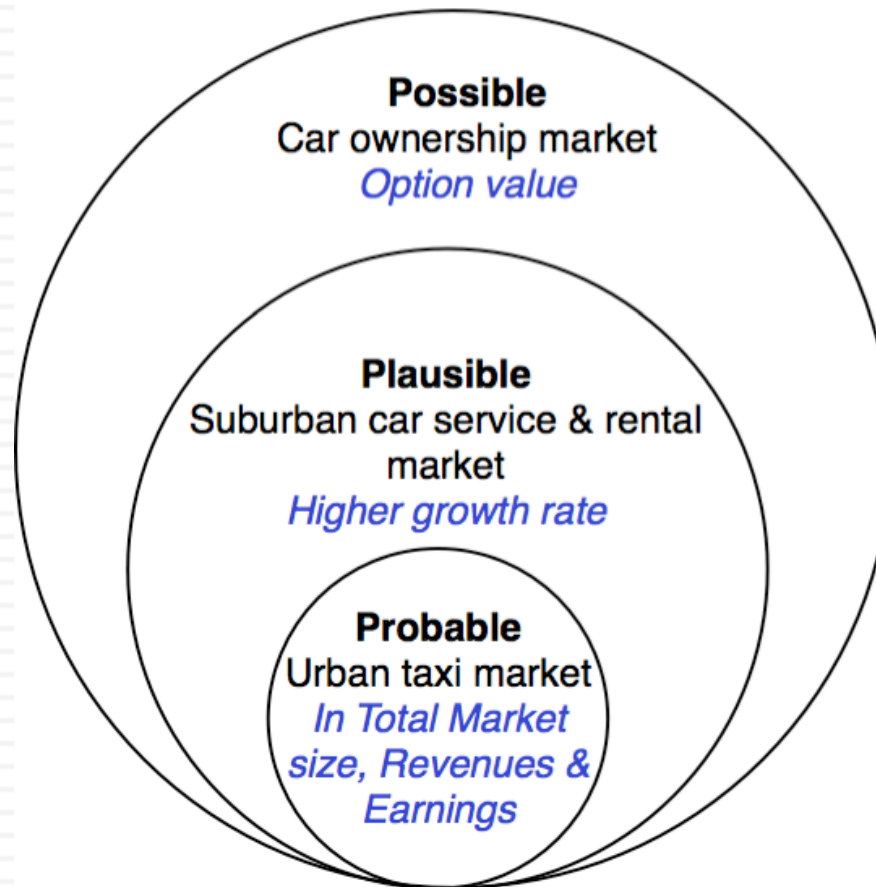 Possible
Car ownership market
Option value
Plausible
Suburban car service & rental
market
Higher growth rate
Probable
Urban taxi market
In Total Market
size, Revenues &
Earnings